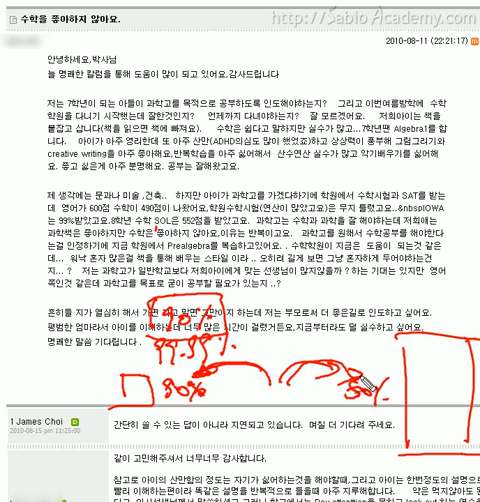 http://SabioAcademy.com
수학을 좋아하지 않아요.
2010-08-11 (22:21:17)
안녕하세요,박사님
늘 명쾌한 칼럼을 통해 도움이 많이 되고 있어요,감사드립니다
저는 7학년이 되는 아들이 과학고를 목적으로 공부하도록 인도해야하는지? 그리고 이번여름방학에 수학
학원을 다니기 시작했는데 잘한것인지? 언제까지 다녀야하는지? 잘 모르겠어요. 저희아이는 책을
붙잡고 삽니다(책을 읽으면 책에 빠져요). 수학은 쉽다고 말하지만 실수가 많고...7학년땐 Algebra1를 합
니다. 아이가 아주 영리한데 또 아주 산만(ADHD의심도 많이 했었죠)하고 상상력이 풍부해 그림그리기와
creative writing을 아주 좋아해요,반복학습을 아주 싫어해서 산수연산 실수가 많고 악기배우기를 싫어해
요. 좋고 싫은게 아주 분명해요. 공부는 잘해왔고요.
제 생각에는 문과나 미술 ,건축.. 하지만 아이가 과학고를 가겠다하기에 학원에서 수학시험과 SAT를 봤는
데 영어가 600점 수학이 490점이 나왔어요,학원수학시험(연산이 많았고요)은 무지 틀렸고요..&nbspIOWA
는 99%받았고요.8학년 수학 SOL은 552점을 받았고요. 과학고는 수학과 과학을 잘 해야하는데 저희애는
과학책은 좋아하지만 수학은 좋아하지 않아요,이유는 반복이고요. 과학고를 원해서 수학공부를 해야한다
는걸 인정하기에 지금 학원에서 Prealgebra를 복습하고있어요. . 수학학원이 지금은 도움이 되는것 같은
데... 워낙 혼자 많은걸 책을 통해 배우는 스타일 이라 .. 오히려 길게 보면 그냥 혼자하게 두어야하는건
지... ? 저는 과학고가 일반학교보다 저희아이에게 맞는 선생님이 많지않을까 ? 하는 기대는 있지만 영어
쪽인것 같은데 과학고를 목표로 굳이 공부할 필요가 있는지 ..?
흔히들 지가 열심히 해서 가면 가고,말면 그만이지 하는데 저는 부모로서 더 좋은길로 인도하고 싶어요.
평범한 엄마라서 아이를 이해하는데 너무 많은 시간이 걸렸거든요,지금부터라도 덜 실수하고 싶어요.
명쾌한 말씀 기다립니다 .
90%
99.99%
90%
50%
1 James Choi
2010-08-15 pm 11:25:00
간단히 쓸 수 있는 답이 아니라 지연되고 있습니다. 며칠 더 기다려 주세요.
같이 고민해주셔서 너무너무 감사합니다.
참고로 아이의 산만함의 정도는 자기가 싫어하는것을 해야할때,그리고 아이는 한번정도의 설명으로
빨리 이해하는편이라 똑같은 설명을 반복적으로 들을때 아주 지루해합니다. 약은 먹지않아도